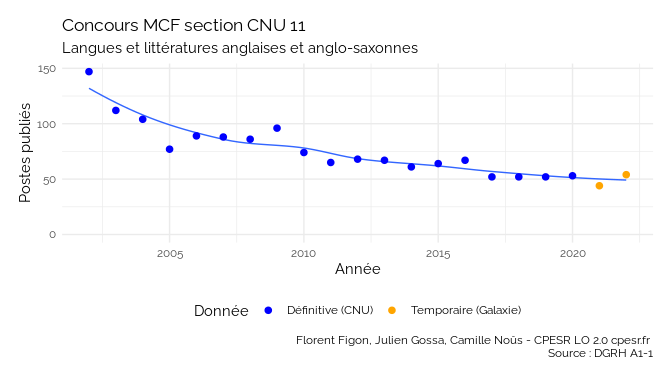 Concours MCF section CNU 11
Langues et littératures anglaises et anglo-saxonnes
Postes publiés
150
100
50
0
2005 2010 2015 2020
Année
Donnée Définitive (CNU) Temporaire (Galaxie)
Florent Figon, Julien Gossa, Camille Noûs - CPESR LO 2.0 cpesr.fr
Source : DGRH A1-1